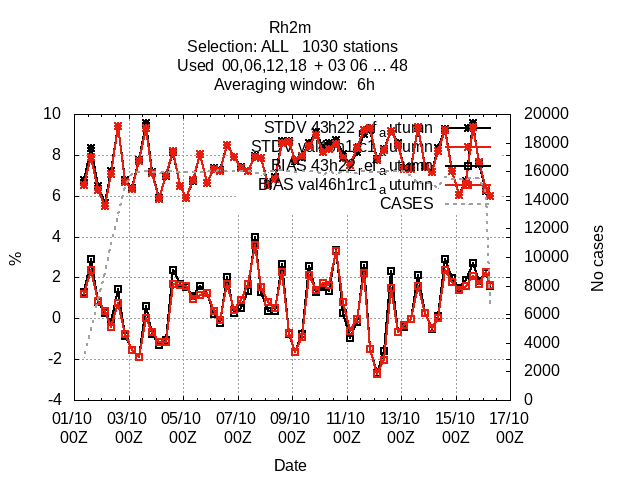 Rh2m
Selection: ALL 1030 stations
Used 00,06,12,18 + 03 06 ... 48
Averaging window: 6h
10
8
6
4
2
0
-2
-4
%
20000
18000
16000
14000
12000
10000
8000
6000
4000
2000
0
No cases
STDV 43h22_ref_autumn
STDV val46h1rc1_autumn
BIAS 43h22_ref_autumn
BIAS val46h1rc1_autumn
CASES
01/10 03/10 05/10 07/10 09/10 11/10 13/10 15/10 17/10
00Z 00Z 00Z 00Z 00Z 00Z 00Z 00Z 00Z
Date